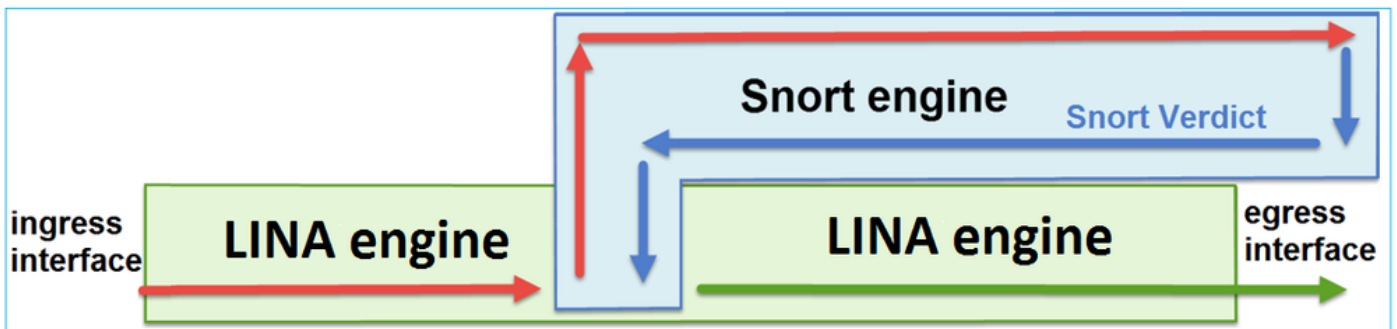 Snort engine
Snort Verdict
ingress
interface
LINA engine
LINA engine
egress
interface